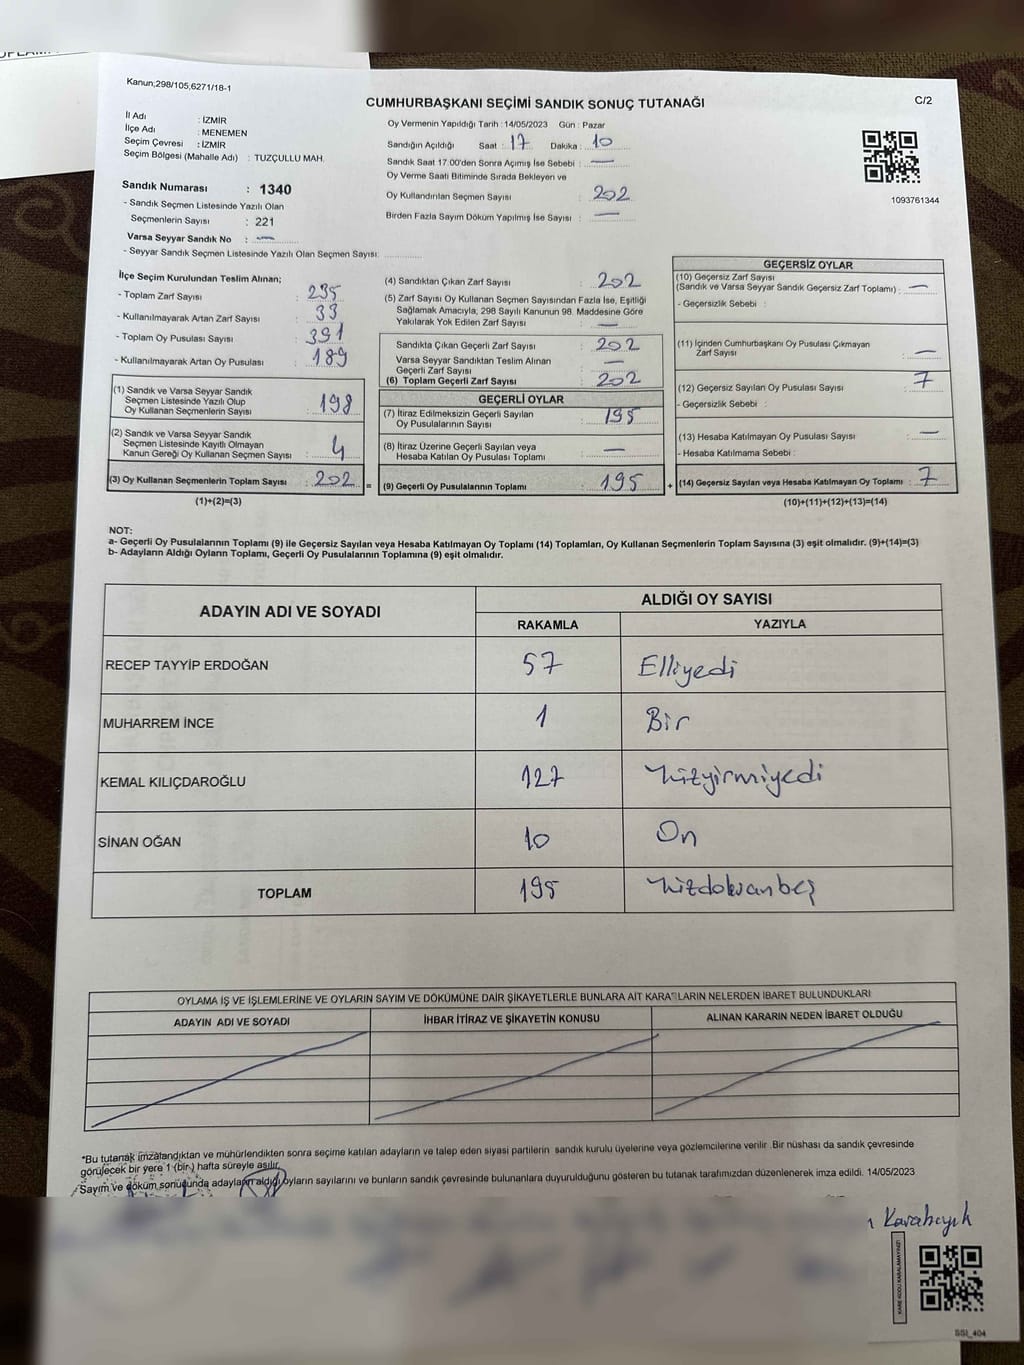 Kanun;298/105,6271/18-1
CUMHURBAŞKANI SEÇİMİ SANDIK SONUÇ TUTANAĞI
C/2
İl Adı : İZMİR
İlçe Adı : MENEMEN
Seçim Çevresi : İZMİR
Seçim Bölgesi (Mahalle Adı) : TUZÇULLU MAH.
Sandık Numarası : 1340
- Sandık Seçmen Listesinde Yazılı Olan
Seçmenlerin Sayısı : 221
Varsa Seyyar Sandık No : —
- Seyyar Sandık Seçmen Listesinde Yazılı Olan Seçmen Sayısı:
Oy Vermenin Yapıldığı Tarih : 14/05/2023 Gün : Pazar
Sandığın Açıldığı Saat : 17 Dakika : 10
Sandık Saat 17.00'den Sonra Açımış İse Sebebi : —
Oy Verme Saati Bitiminde Sırada Bekleyen ve
Oy Kullandırılan Seçmen Sayısı : 202
Birden Fazla Sayım Döküm Yapılmış İse Sayısı : —
1093761344
İlçe Seçim Kurulundan Teslim Alınan;
- Toplam Zarf Sayısı : 235
- Kullanılmayarak Artan Zarf Sayısı : 33
- Toplam Oy Pusulası Sayısı : 391
- Kullanılmayarak Artan Oy Pusulası : 189
(1) Sandık ve Varsa Seyyar Sandık
Seçmen Listesinde Yazılı Olup
Oy Kullanan Seçmenlerin Sayısı : 198
(2) Sandık ve Varsa Seyyar Sandık
Seçmen Listesinde Kayıtlı Olmayan
Kanun Gereği Oy Kullanan Seçmen Sayısı : 4
(3) Oy Kullanan Seçmenlerin Toplam Sayısı : 202 =
(1)+(2)=(3)
(4) Sandıktan Çıkan Zarf Sayısı : 202
(5) Zarf Sayısı Oy Kullanan Seçmen Sayısından Fazla İse, Eşitliği
Sağlamak Amacıyla, 298 Sayılı Kanunun 98. Maddesine Göre
Yakılarak Yok Edilen Zarf Sayısı : —
Sandıkta Çıkan Geçerli Zarf Sayısı : 202
Varsa Seyyar Sandıktan Teslim Alınan
Geçerli Zarf Sayısı : —
(6) Toplam Geçerli Zarf Sayısı : 202
GEÇERLİ OYLAR
(7) İtiraz Edilmeksizin Geçerli Sayılan
Oy Pusulalarının Sayısı : 195
(8) İtiraz Üzerine Geçerli Sayılan veya
Hesaba Katılan Oy Pusulası Toplamı : —
(9) Geçerli Oy Pusulalarının Toplamı : 195 +
GEÇERSİZ OYLAR
(10) Geçersiz Zarf Sayısı
(Sandık ve Varsa Seyyar Sandık Geçersiz Zarf Toplamı) : —
- Geçersizlik Sebebi :
(11) İçinden Cumhurbaşkanı Oy Pusulası Çıkmayan
Zarf Sayısı : —
(12) Geçersiz Sayılan Oy Pusulası Sayısı : 7
- Geçersizlik Sebebi :
(13) Hesaba Katılmayan Oy Pusulası Sayısı : —
- Hesaba Katılmama Sebebi :
(14) Geçersiz Sayılan veya Hesaba Katılmayan Oy Toplamı : 7
(10)+(11)+(12)+(13)=(14)
NOT:
a- Geçerli Oy Pusulalarının Toplamı (9) ile Geçersiz Sayılan veya Hesaba Katılmayan Oy Toplamı (14) Toplamları, Oy Kullanan Seçmenlerin Toplam Sayısına (3) eşit olmalıdır. (9)+(14)=(3)
b- Adayların Aldığı Oyların Toplamı, Geçerli Oy Pusulalarının Toplamına (9) eşit olmalıdır.
ADAYIN ADI VE SOYADI
ALDIĞI OY SAYISI
RAKAMLA YAZIYLA
RECEP TAYYİP ERDOĞAN 57 Elliyedi
MUHARREM İNCE 1 Bir
KEMAL KILIÇDAROĞLU 127 Yüzyirmiyedi
SİNAN OĞAN 10 On
TOPLAM 195 Yüzdoksanbeş
OYLAMA İŞ VE İŞLEMLERİNE VE OYLARIN SAYIM VE DÖKÜMÜNE DAİR ŞİKAYETLERLE BUNLARA AİT KARARLARIN NELERDEN İBARET BULUNDUKLARI
ADAYIN ADI VE SOYADI İHBAR İTİRAZ VE ŞİKAYETİN KONUSU ALINAN KARARIN NEDEN İBARET OLDUĞU
*Bu tutanak imzalandıktan ve mühürlendikten sonra seçime katılan adayların ve talep eden siyasi partilerin sandık kurulu üyelerine veya gözlemcilerine verilir. Bir nüshası da sandık çevresinde
görülecek bir yere 1 (bir) hafta süreyle asılır.
Sayım ve döküm sonuğunda adayların aldığı oyların sayılarını ve bunların sandık çevresinde bulunanlara duyurulduğunu gösteren bu tutanak tarafımızdan düzenlenerek imza edildi. 14/05/2023
Karabıyık
KARE KODU KARALAMAYINIZ!
SSI_404